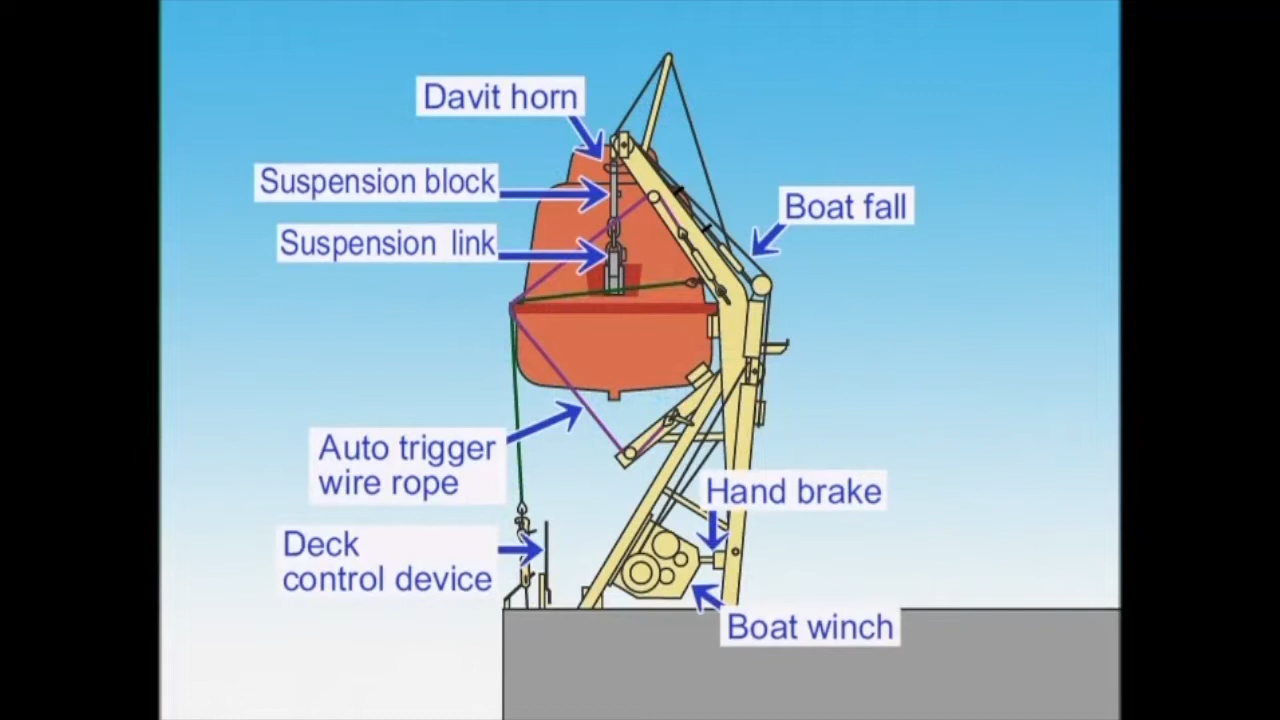 Davit horn
Suspension block
Boat fall
Suspension link
Auto trigger
wire rope
Hand brake
Deck
control device
Boat winch